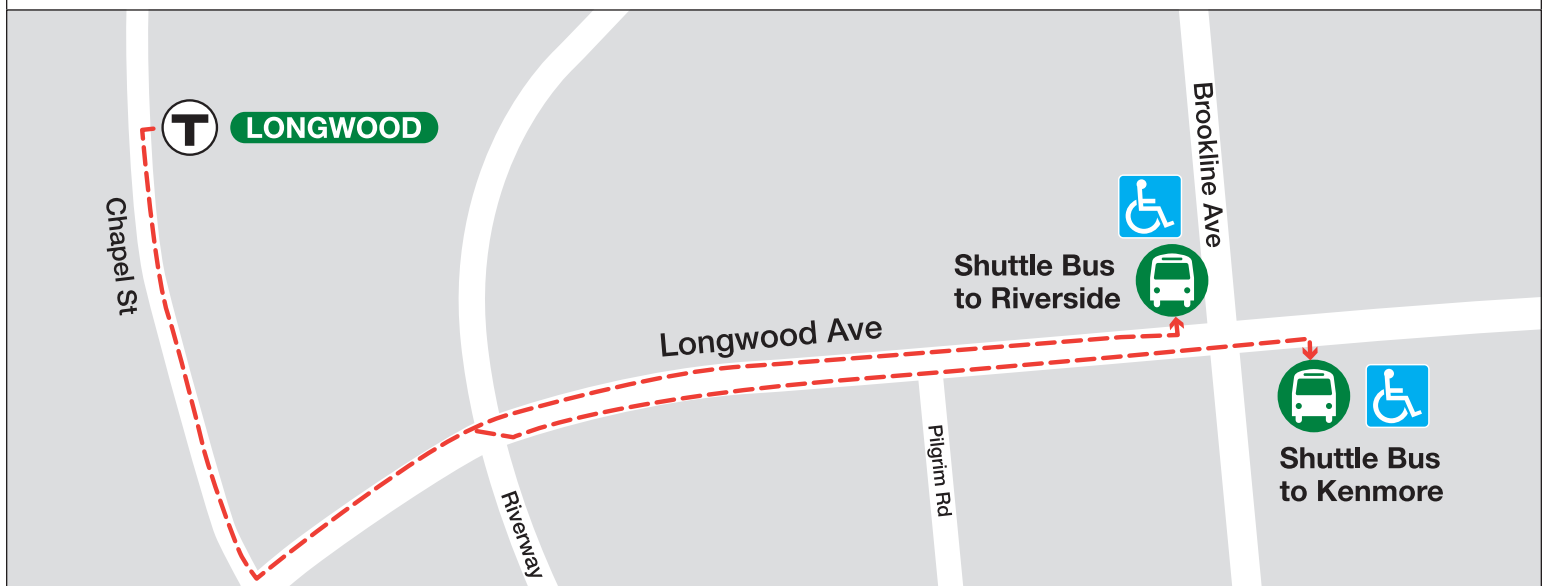 T
LONGWOOD
Chapel St
Brookline Ave
Shuttle Bus
to Riverside
Longwood Ave
Pilgrim Rd
Shuttle Bus
to Kenmore
Riverway